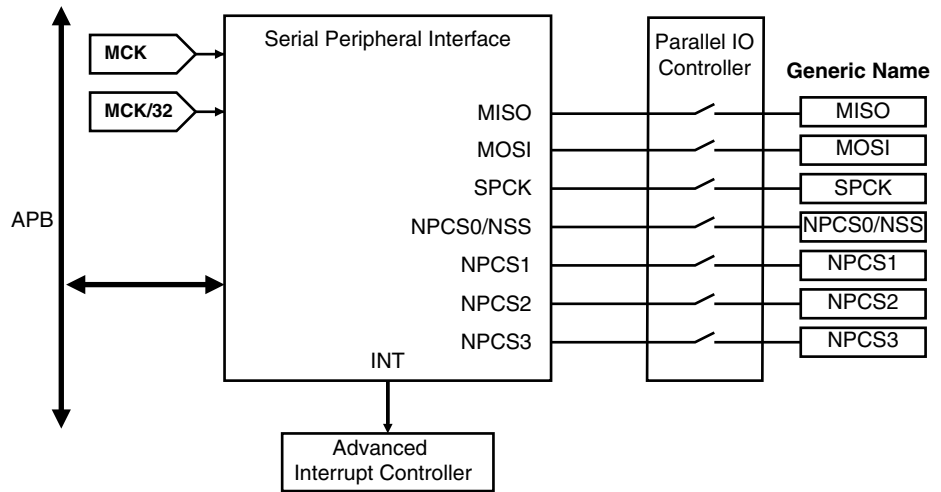 MCK
MCK/32
APB
Serial Peripheral Interface
MISO
MOSI
SPCK
NPCS0/NSS
NPCS1
NPCS2
NPCS3
INT
Parallel IO
Controller
Generic Name
MISO
MOSI
SPCK
NPCS0/NSS
NPCS1
NPCS2
NPCS3
Advanced
Interrupt Controller